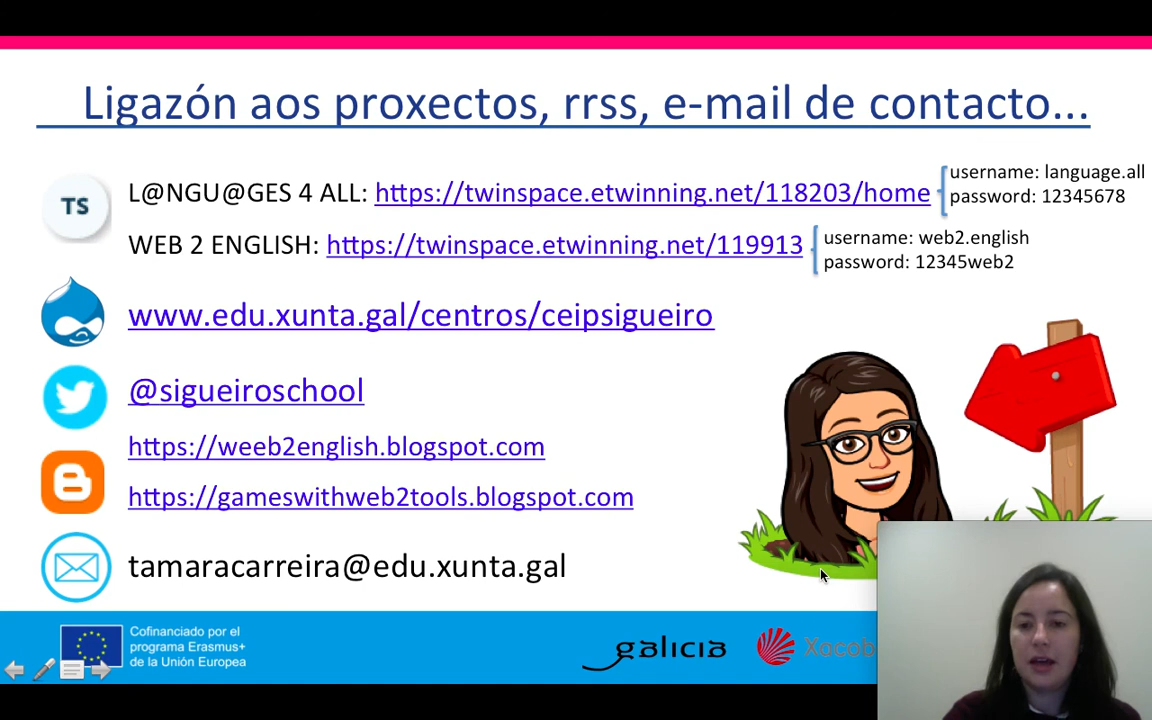 Ligazón aos proxectos, rrss, e-mail de contacto...
TS
L@NGU@GES 4 ALL: https://twinspace.etwinning.net/118203/home
username: language.all
password: 12345678
WEB 2 ENGLISH: https://twinspace.etwinning.net/119913
username: web2.english
password: 12345web2
www.edu.xunta.gal/centros/ceipsigueiro
@sigueiroschool
https://weeb2english.blogspot.com
https://gameswithweb2tools.blogspot.com
tamaracarreira@edu.xunta.gal
Cofinanciado por el
programa Erasmus+
de la Unión Europea
galicia
Xacob